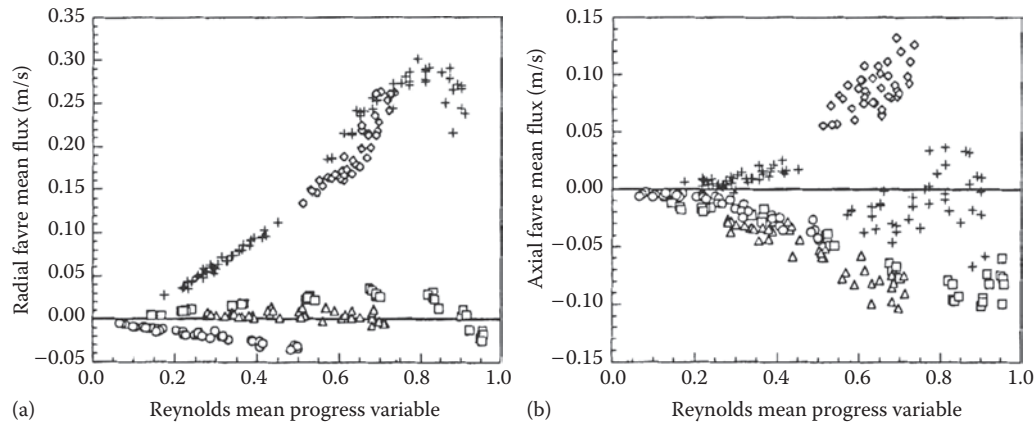 0.35
0.30
0.25
0.20
0.15
0.10
0.05
0.00
−0.05
Radial favre mean flux (m/s)
0.0 0.2 0.4 0.6 0.8 1.0
(a) Reynolds mean progress variable
0.15
0.10
0.05
0.00
−0.05
−0.10
−0.15
Axial favre mean flux (m/s)
0.0 0.2 0.4 0.6 0.8 1.0
(b) Reynolds mean progress variable